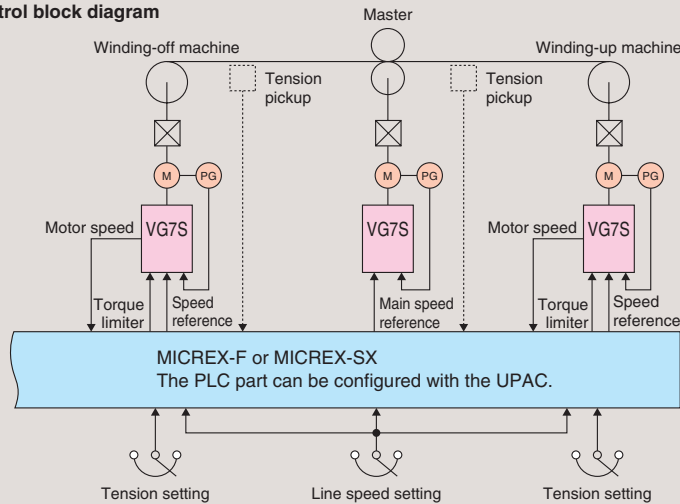 trol block diagram
Master
Winding-off machine
Winding-up machine
Tension
pickup
Tension
pickup
M
PG
M
PG
M
PG
Motor speed
VG7S
VG7S
Motor speed
VG7S
Torque
limiter
Speed
reference
Main speed
reference
Torque
limiter
Speed
reference
MICREX-F or MICREX-SX
The PLC part can be configured with the UPAC.
Tension setting
Line speed setting
Tension setting